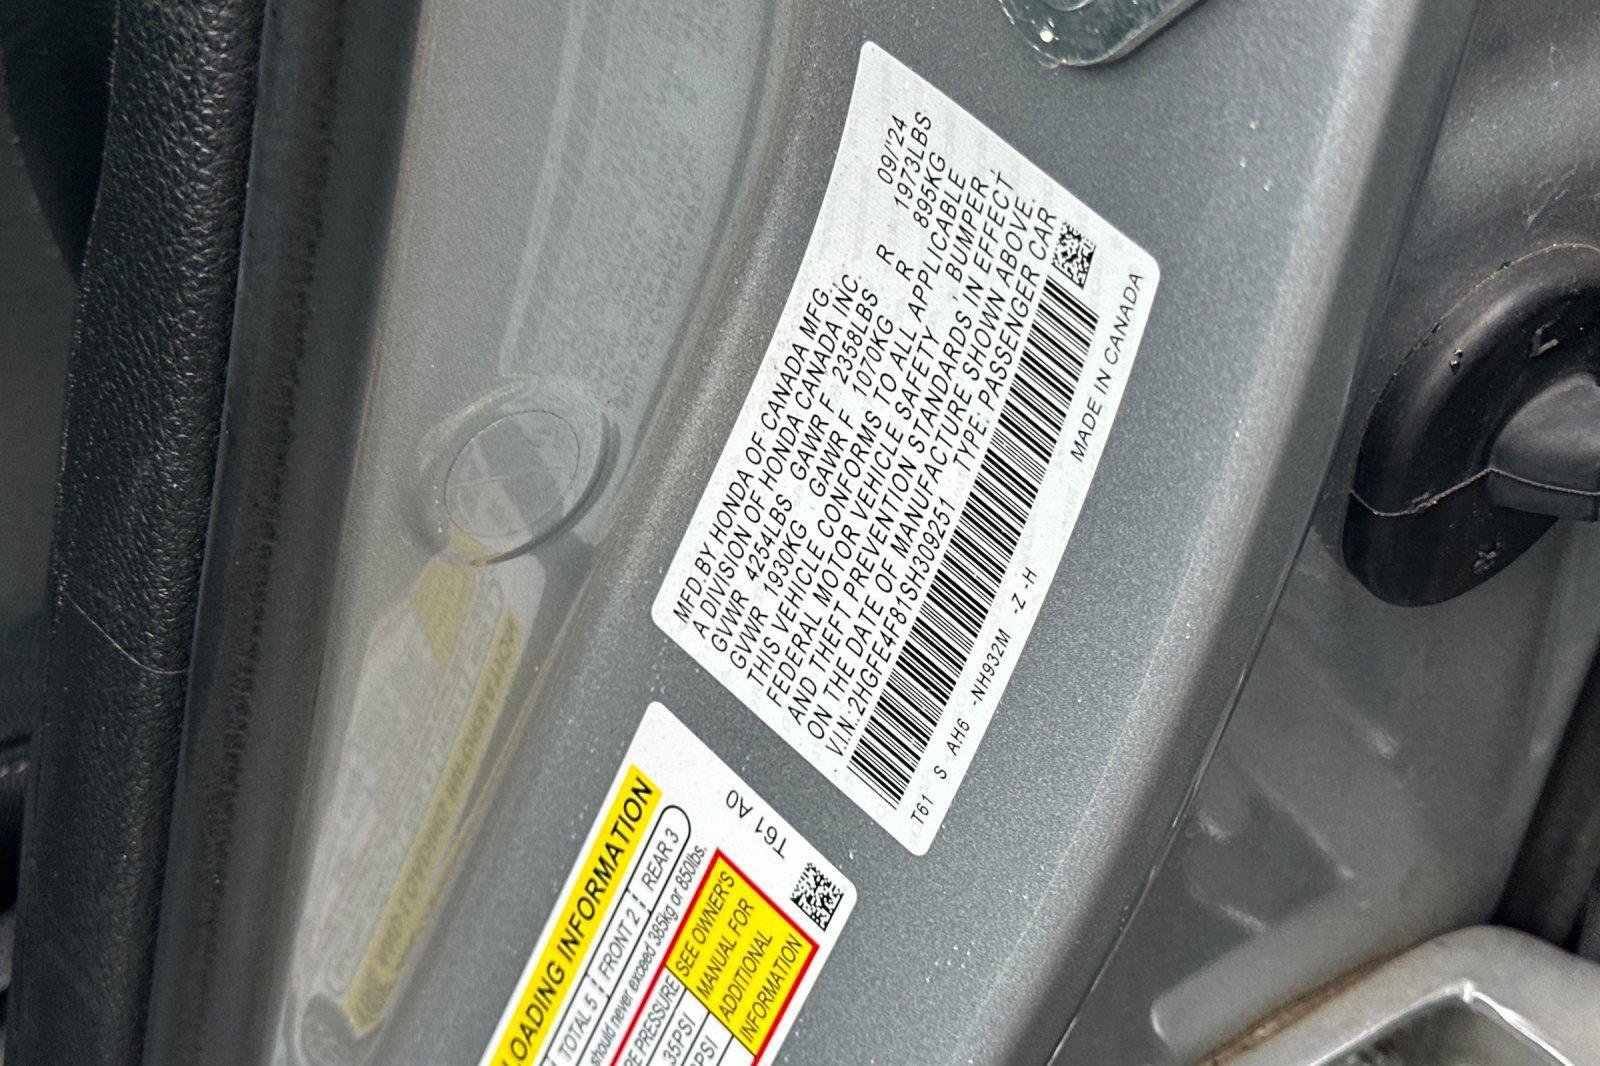 MFD BY HONDA OF CANADA MFG. 09/'24
A DIVISION OF HONDA CANADA INC.
GVWR 4254LBS GAWR F 2358LBS R 1973LBS
GVWR 1930KG GAWR F 1070KG R 895KG
THIS VEHICLE CONFORMS TO ALL APPLICABLE
FEDERAL MOTOR VEHICLE SAFETY , BUMPER ,
AND THEFT PREVENTION STANDARDS IN EFFECT
ON THE DATE OF MANUFACTURE SHOWN ABOVE.
V.I.N.:2HGFE4F81SH309251 TYPE: PASSENGER CAR
T61 S AH6 -NH932M -Z -H MADE IN CANADA
LOADING INFORMATION
TOTAL 5 FRONT 2 REAR 3
should never exceed 385kg or 850lbs.
PRESSURE SEE OWNER'S
MANUAL FOR
ADDITIONAL
INFORMATION
35PSI
PSI
T61 A0